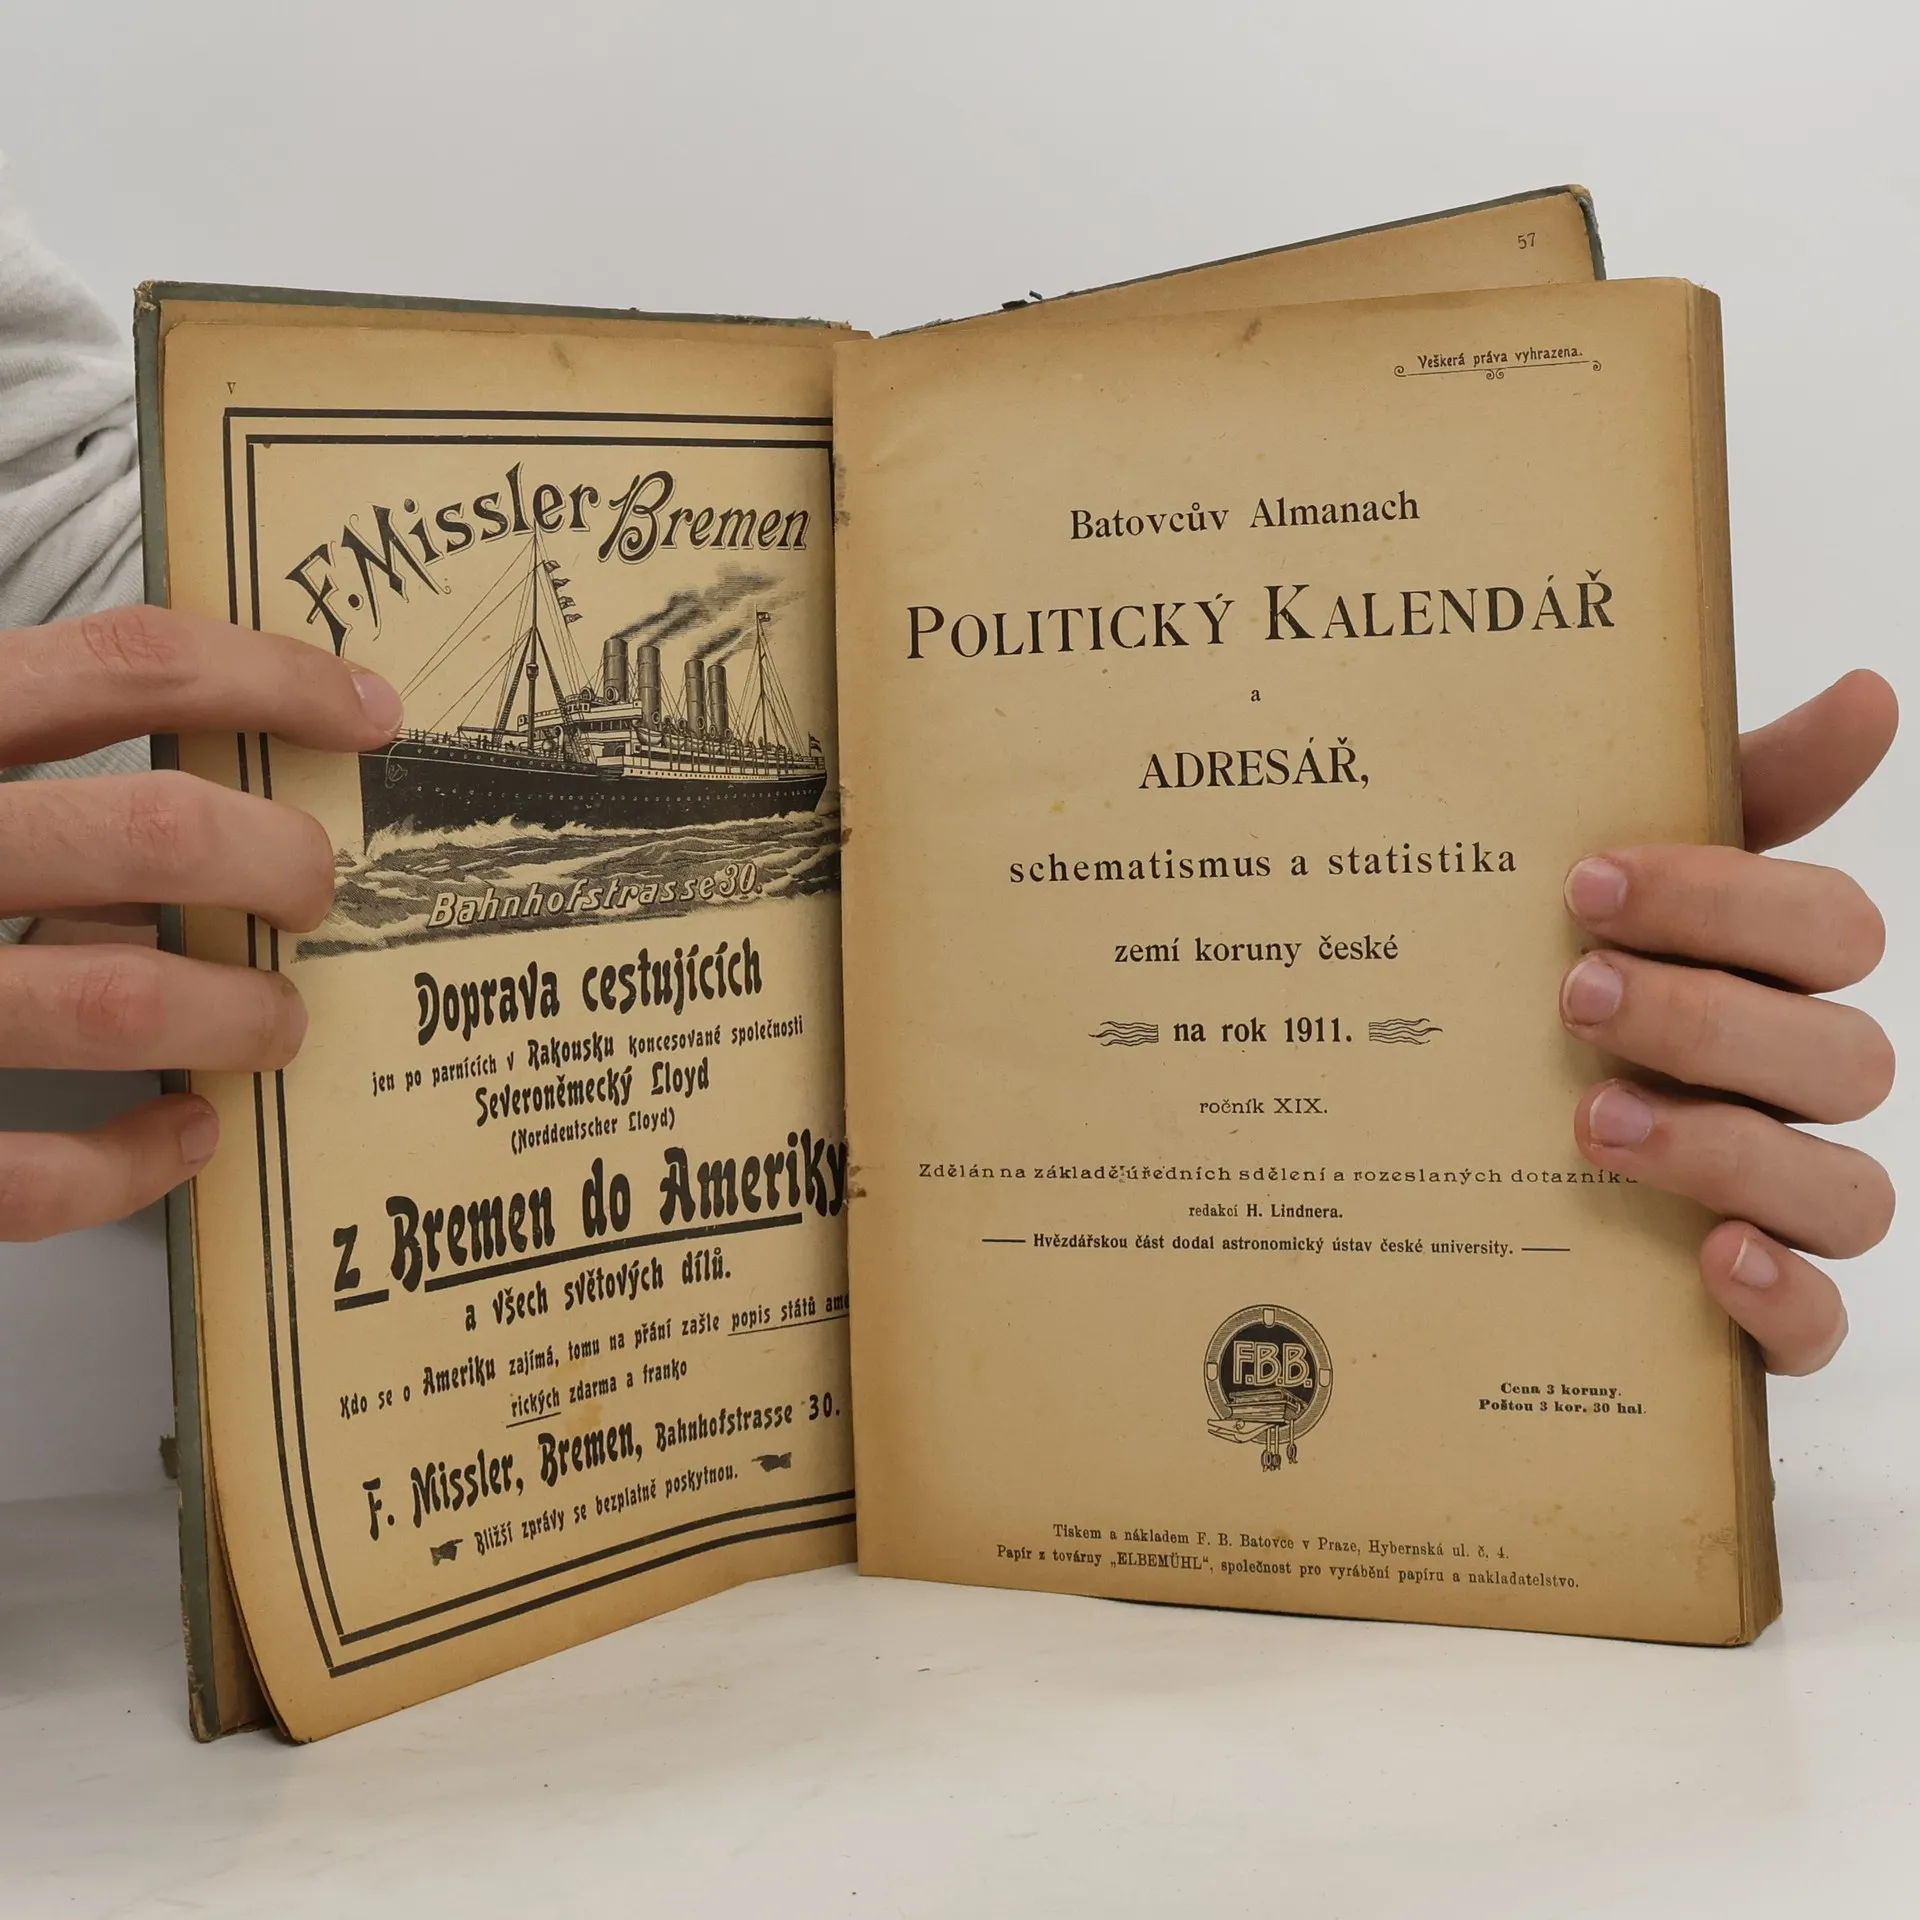 V
F. Missler Bremen
Bahnhofstrasse 30.
Doprava cestujících
jen po parnících v Rakousku koncesované společnosti
Severoněmecký Lloyd
(Norddeutscher Lloyd)
z Bremen do Ameriky
a všech světových dílů.
Kdo se o Ameriku zajímá, tomu na přání zašle popis států ame
rických zdarma a franko
F. Missler, Bremen, Bahnhofstrasse 30.
Bližší zprávy se bezplatně poskytnou.
57
Veškerá práva vyhrazena.
Batovcův Almanach
POLITICKÝ KALENDÁŘ
a
ADRESÁŘ,
schematismus a statistika
zemí koruny české
na rok 1911.
ročník XIX.
Zdělán na základě úředních sdělení a rozeslaných
redakcí H. Lindnera.
Hvězdářskou část dodal astronomický ústav české university.
F.B.B.
Cena 3 koruny.
Poštou 3 kor. 30 hal.
Tiskem a nákladem F. B. Batovce v Praze, Hybernská ul. č. 4.
Papír z továrny „ELBEMÜHL“, společnost pro vyrábění papíru a nakladatelstvo.